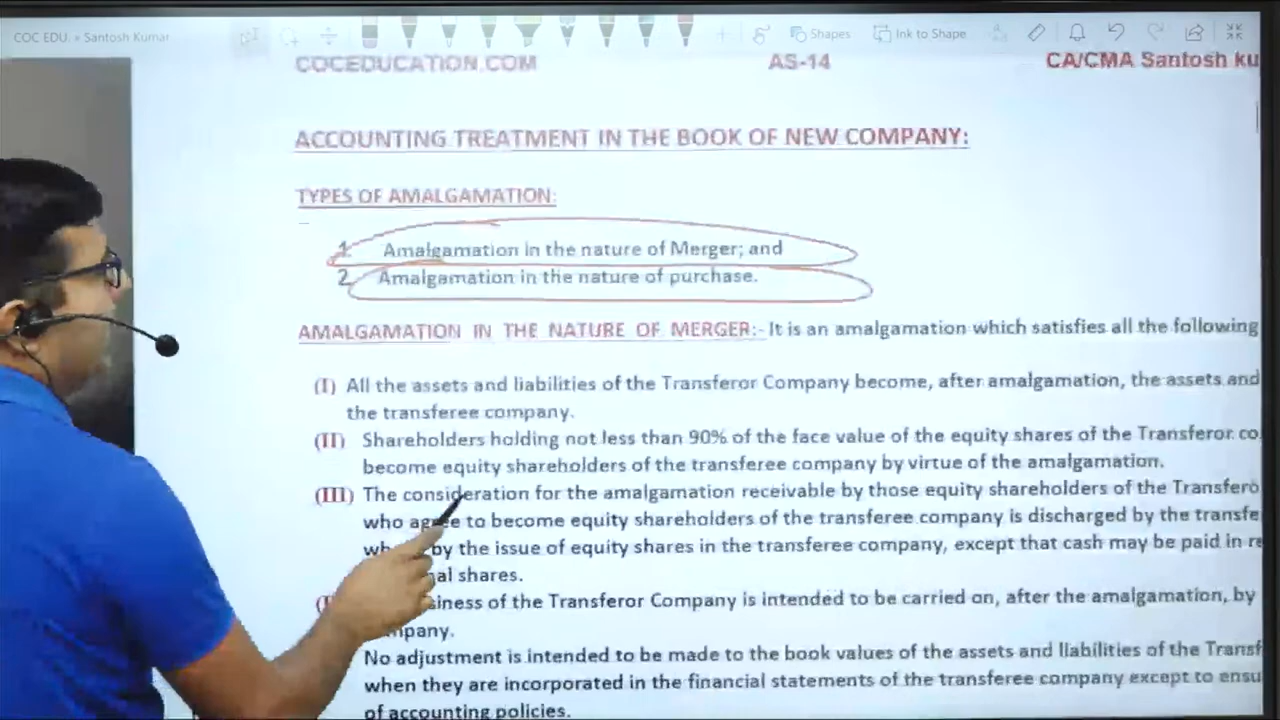 COC EDU. - Santosh Kumar
Shapes
Ink to Shape
COCEDUCATION.COM AS-14 CA/CMA Santosh ku
ACCOUNTING TREATMENT IN THE BOOK OF NEW COMPANY:
TYPES OF AMALGAMATION:
1. Amalgamation in the nature of Merger; and
2. Amalgamation in the nature of purchase.
AMALGAMATION IN THE NATURE OF MERGER:- It is an amalgamation which satisfies all the following
(I) All the assets and liabilities of the Transferor Company become, after amalgamation, the assets and
the transferee company.
(II) Shareholders holding not less than 90% of the face value of the equity shares of the Transferor co
become equity shareholders of the transferee company by virtue of the amalgamation.
(III) The consideration for the amalgamation receivable by those equity shareholders of the Transfero
who agree to become equity shareholders of the transferee company is discharged by the transfe
by the issue of equity shares in the transferee company, except that cash may be paid in re
al shares.
siness of the Transferor Company is intended to be carried on, after the amalgamation, by
mpany.
No adjustment is intended to be made to the book values of the assets and liabilities of the Transf
when they are incorporated in the financial statements of the transferee company except to ensu
of accounting policies.